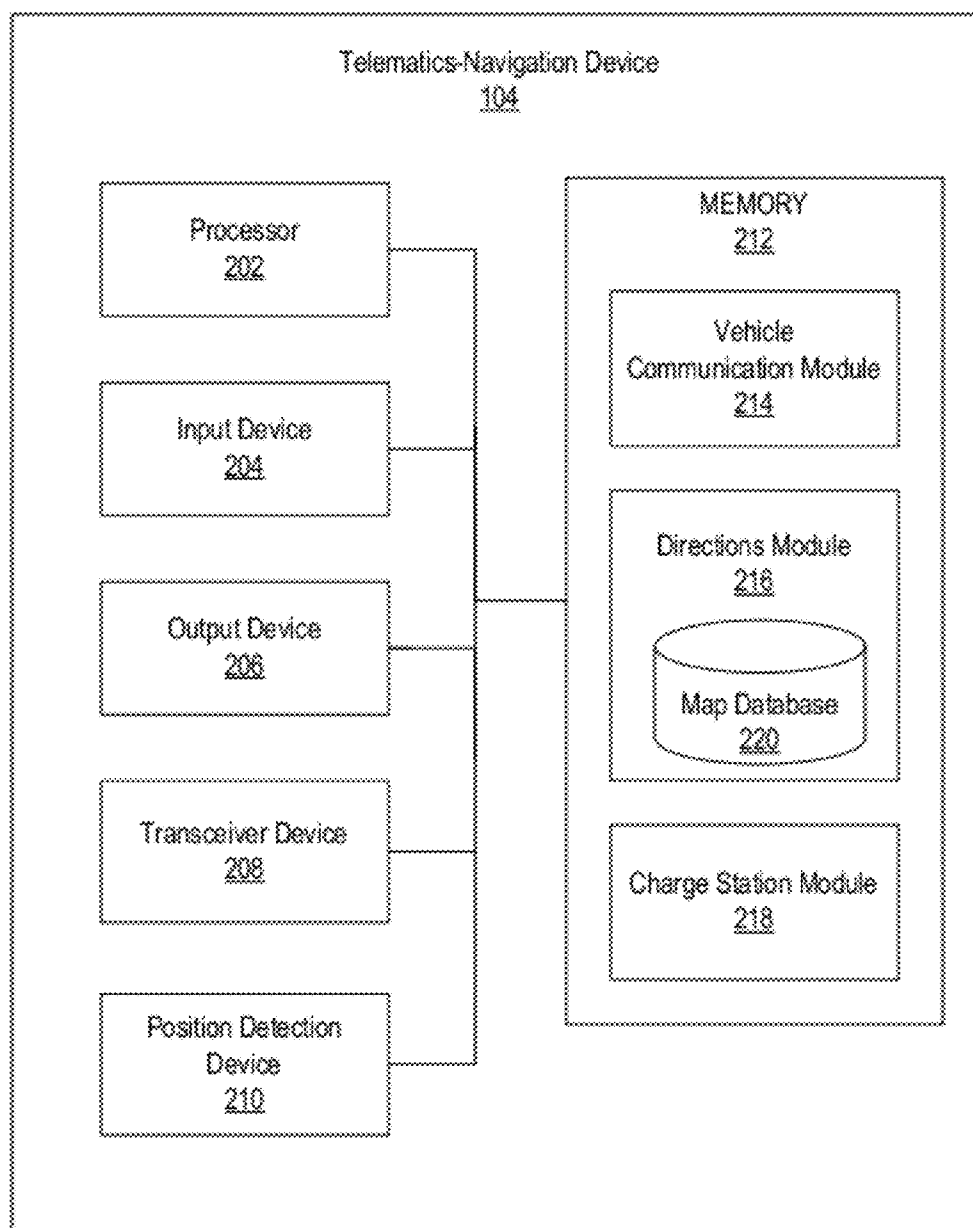 Telematics-Navigation Device
104
Processor
202
Input Device
204
Output Device
206
Transceiver Device
208
Position Detection
Device
210
MEMORY
212
Vehicle
Communication Module
214
Directions Module
216
Map Database
220
Charge Station Module
218